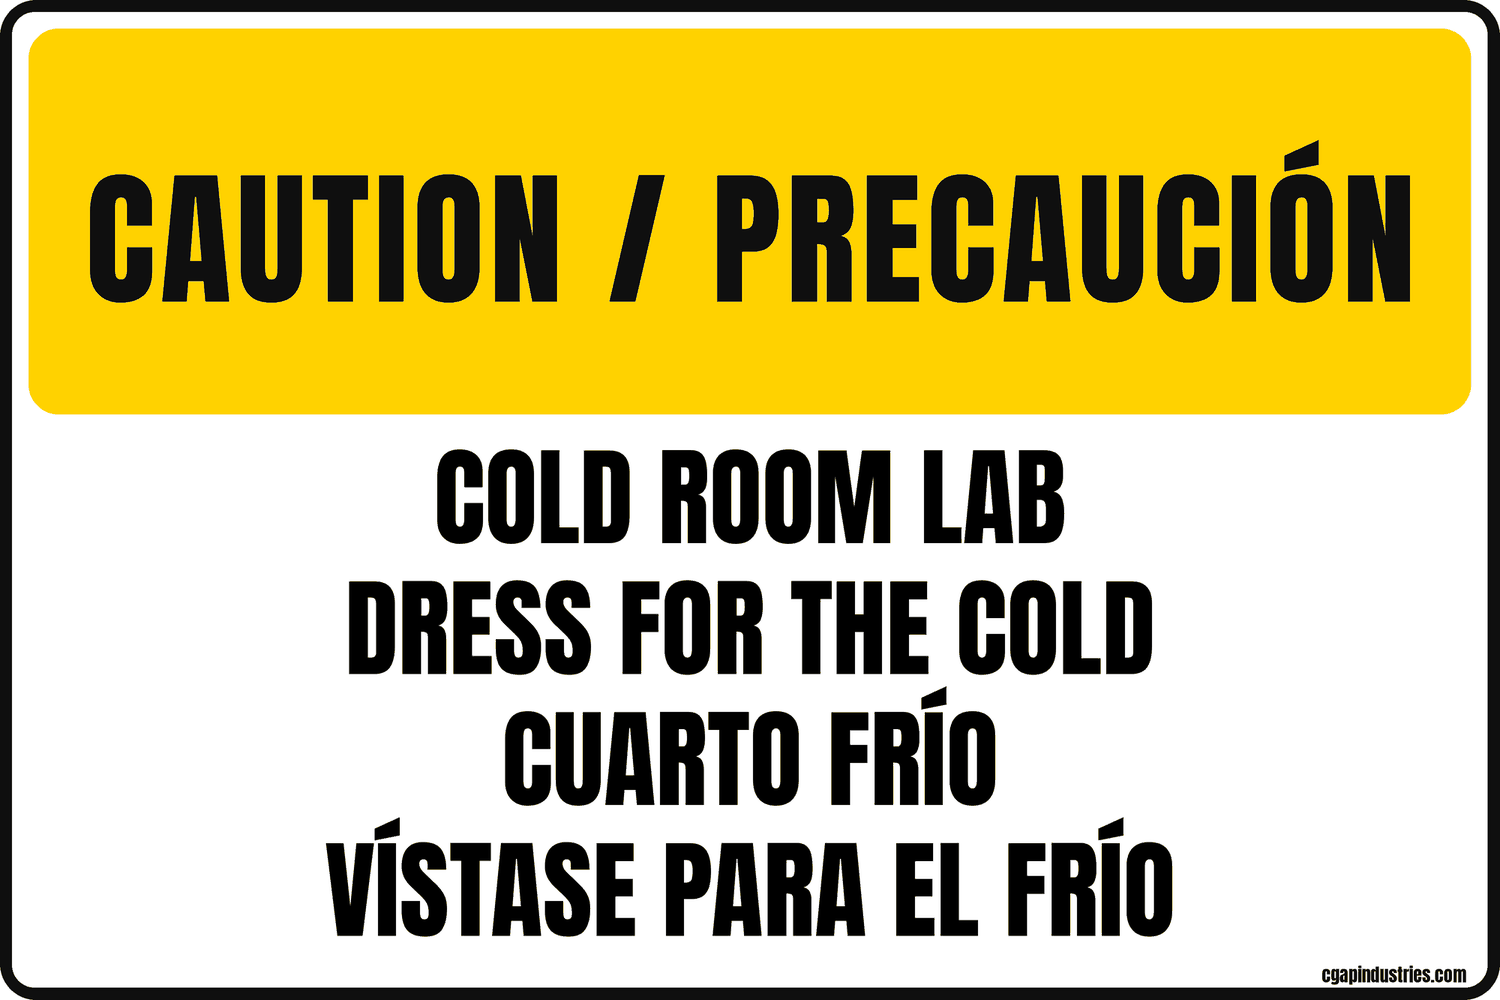 CAUTION / PRECAUCIÓN
COLD ROOM LAB
DRESS FOR THE COLD
CUARTO FRÍO
VÍSTASE PARA EL FRÍO
cgapindustries.com